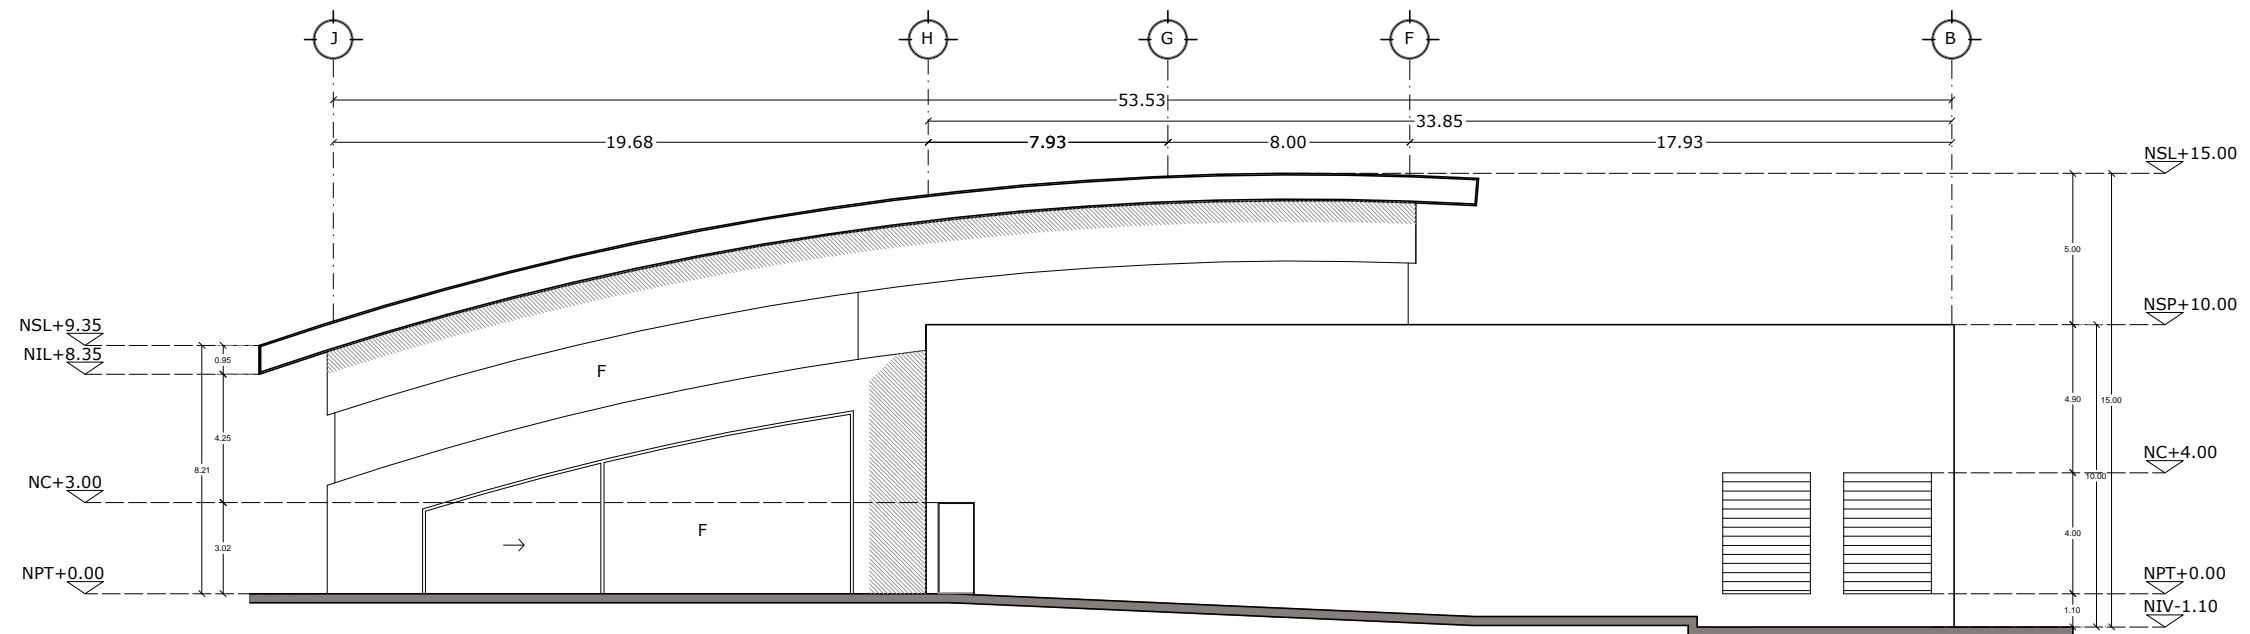 J H G F B
53.53
33.85
19.68 7.93 8.00 17.93
NSL+15.00
5.00
NSP+10.00
NSL+9.35
0.95
NIL+8.35
F
4.90 15.00
4.25
8.21
NC+4.00
10.00
NC+3.00
F
4.00
3.02
NPT+0.00 NPT+0.00
1.10 NIV-1.10